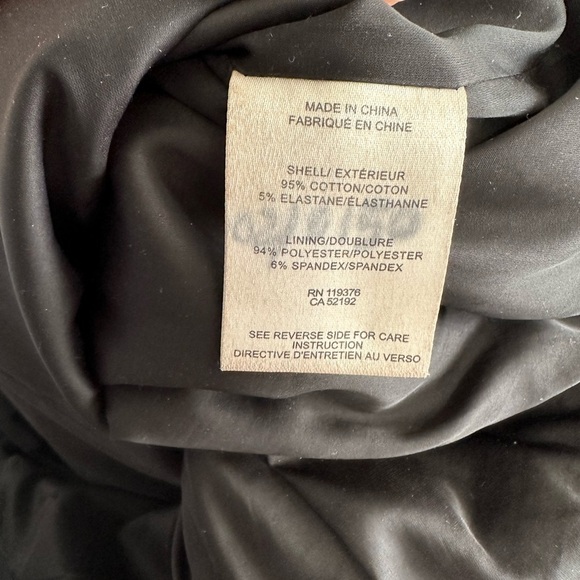 MADE IN CHINA
FABRIQUÉ EN CHINE
SHELL/ EXTÉRIEUR
95% COTTON/COTON
5% ELASTANE/ÉLASTHANNE
LINING/DOUBLURE
94% POLYESTER/POLYESTER
6% SPANDEX/SPANDEX
RN 119376
CA 52192
SEE REVERSE SIDE FOR CARE
INSTRUCTION
DIRECTIVE D'ENTRETIEN AU VERSO